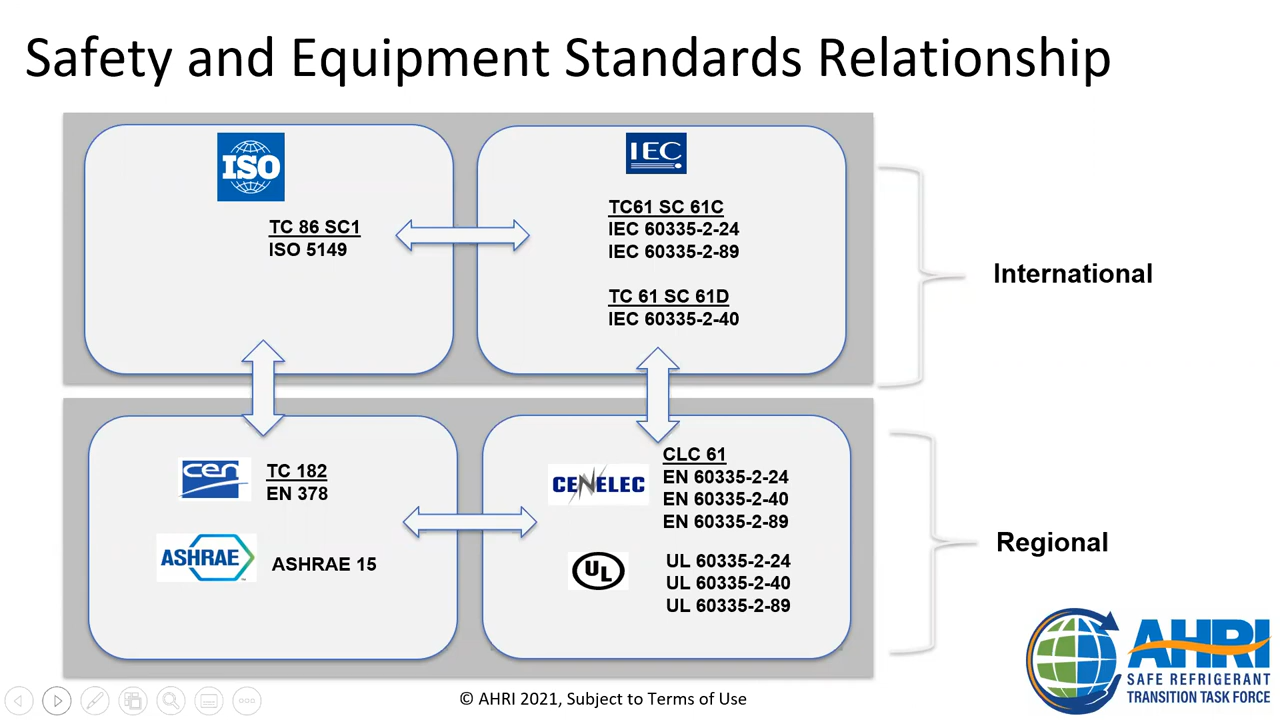 Safety and Equipment Standards Relationship
ISO
TC 86 SC1
ISO 5149
IEC
TC61 SC 61C
IEC 60335-2-24
IEC 60335-2-89
TC 61 SC 61D
IEC 60335-2-40
International
cen
TC 182
EN 378
ASHRAE
ASHRAE 15
CENELEC
CLC 61
EN 60335-2-24
EN 60335-2-40
EN 60335-2-89
UL
UL 60335-2-24
UL 60335-2-40
UL 60335-2-89
Regional
© AHRI 2021, Subject to Terms of Use
AHRI
SAFE REFRIGERANT
TRANSITION TASK FORCE